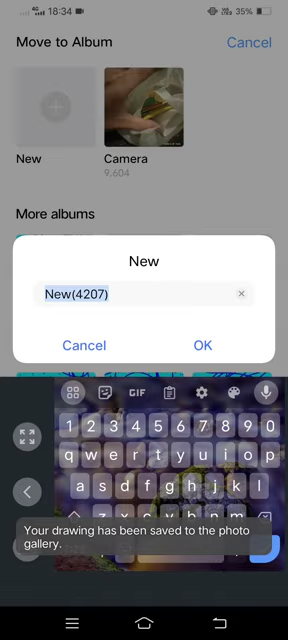 4G 18:34 35%
Move to Album Cancel
New Camera
9,604
More albums
New
New(4207)
Cancel OK
GIF
1 2 3 4 5 6 7 8 9 0
q w e r t y u i o p
a s d f g h j k l
z x c v b n m
Your drawing has been saved to the photo
gallery.